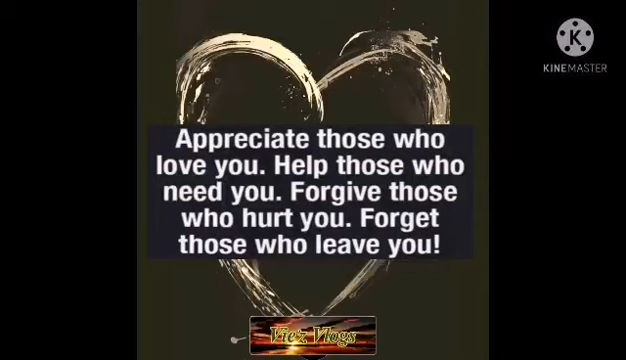 KINEMASTER
Appreciate those who
love you. Help those who
need you. Forgive those
who hurt you. Forget
those who leave you!
Vic'z Vlogs